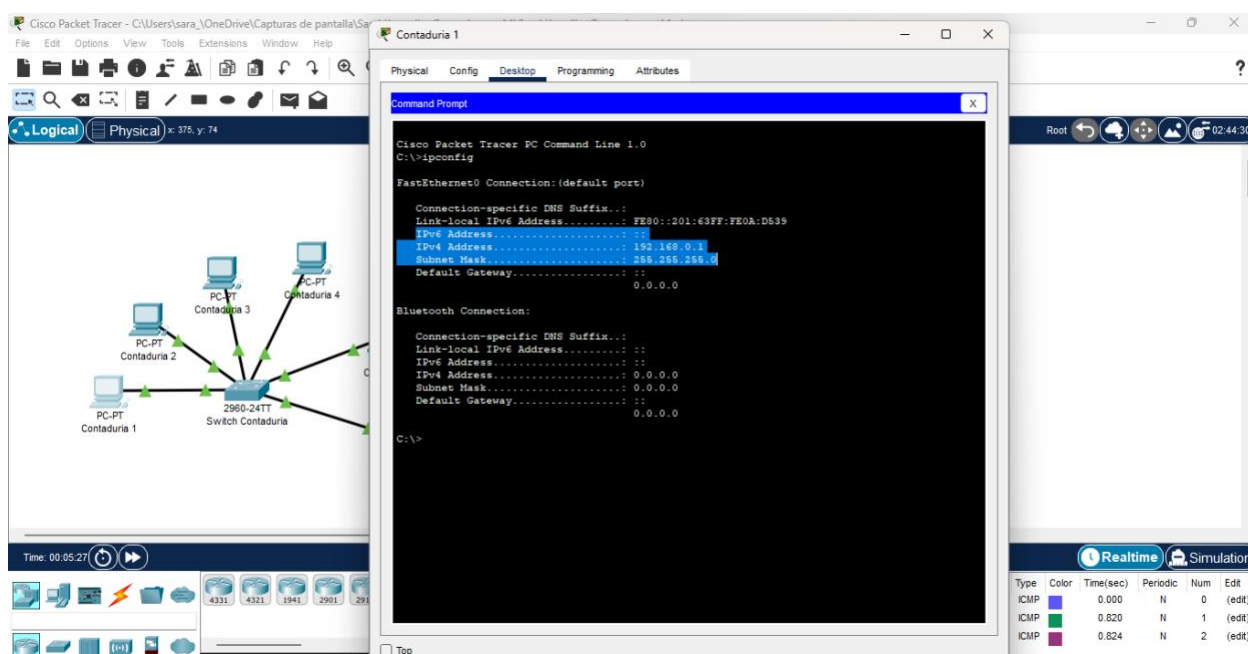 Cisco Packet Tracer - C:\Users\sara_\OneDrive\Capturas de pantalla\Sa
File Edit Options View Tools Extensions Window Help
Logical Physical x: 375, y: 74
Root 02:44:30
PC-PT
Contaduria 4
PC-PT
Contaduria 3
PC-PT
Contaduria 2
PC-PT
Contaduria 1
2960-24TT
Switch Contaduria
Time: 00:05:27
4331 4321 1941 2901 291
Contaduria 1
Physical Config Desktop Programming Attributes
Command Prompt X
Cisco Packet Tracer PC Command Line 1.0
C:\>ipconfig
FastEthernet0 Connection:(default port)
Connection-specific DNS Suffix..:
Link-local IPv6 Address.........: FE80::201:63FF:FE0A:D539
IPv6 Address....................: ::
IPv4 Address....................: 192.168.0.1
Subnet Mask.....................: 255.255.255.0
Default Gateway.................: ::
0.0.0.0
Bluetooth Connection:
Connection-specific DNS Suffix..:
Link-local IPv6 Address.........: ::
IPv6 Address....................: ::
IPv4 Address....................: 0.0.0.0
Subnet Mask.....................: 0.0.0.0
Default Gateway.................: ::
0.0.0.0
C:\>
Top
Realtime Simulation
Type Color Time(sec) Periodic Num Edit
ICMP 0.000 N 0 (edit)
ICMP 0.820 N 1 (edit)
ICMP 0.824 N 2 (edit)